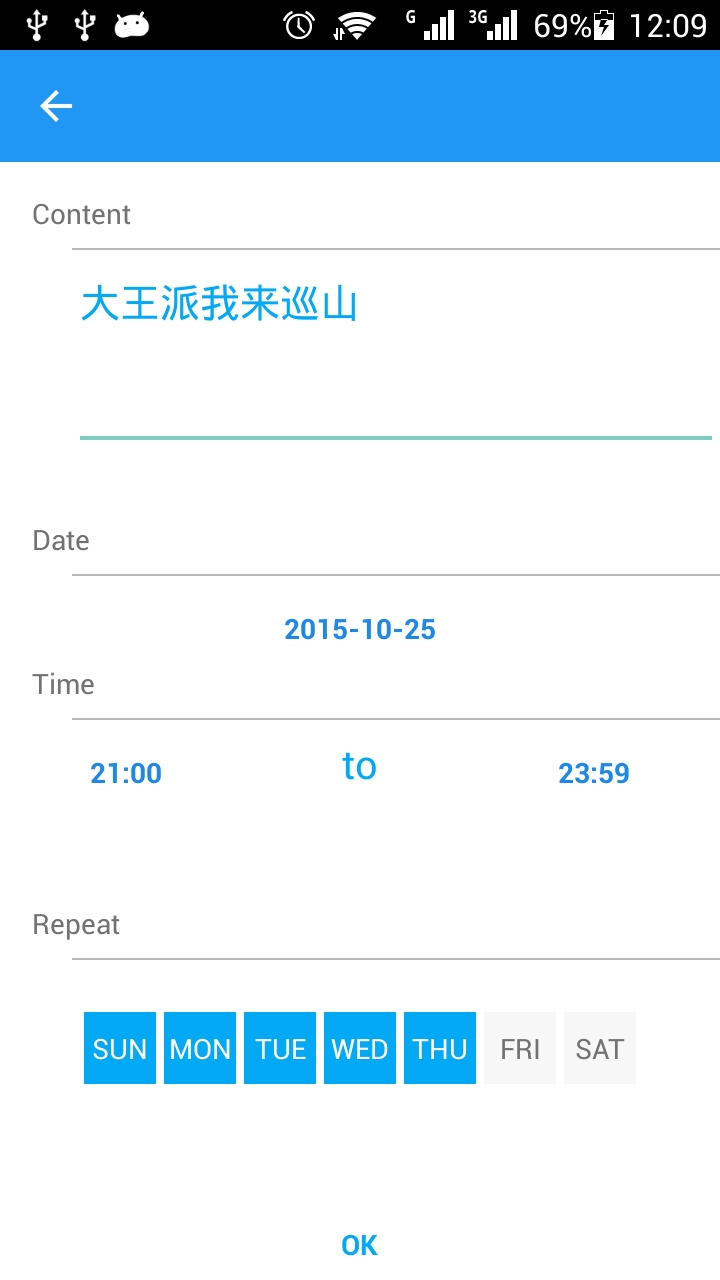 G 3G 69% 12:09
Content
大王派我来巡山
Date
2015-10-25
Time
21:00 to 23:59
Repeat
SUN MON TUE WED THU FRI SAT
OK